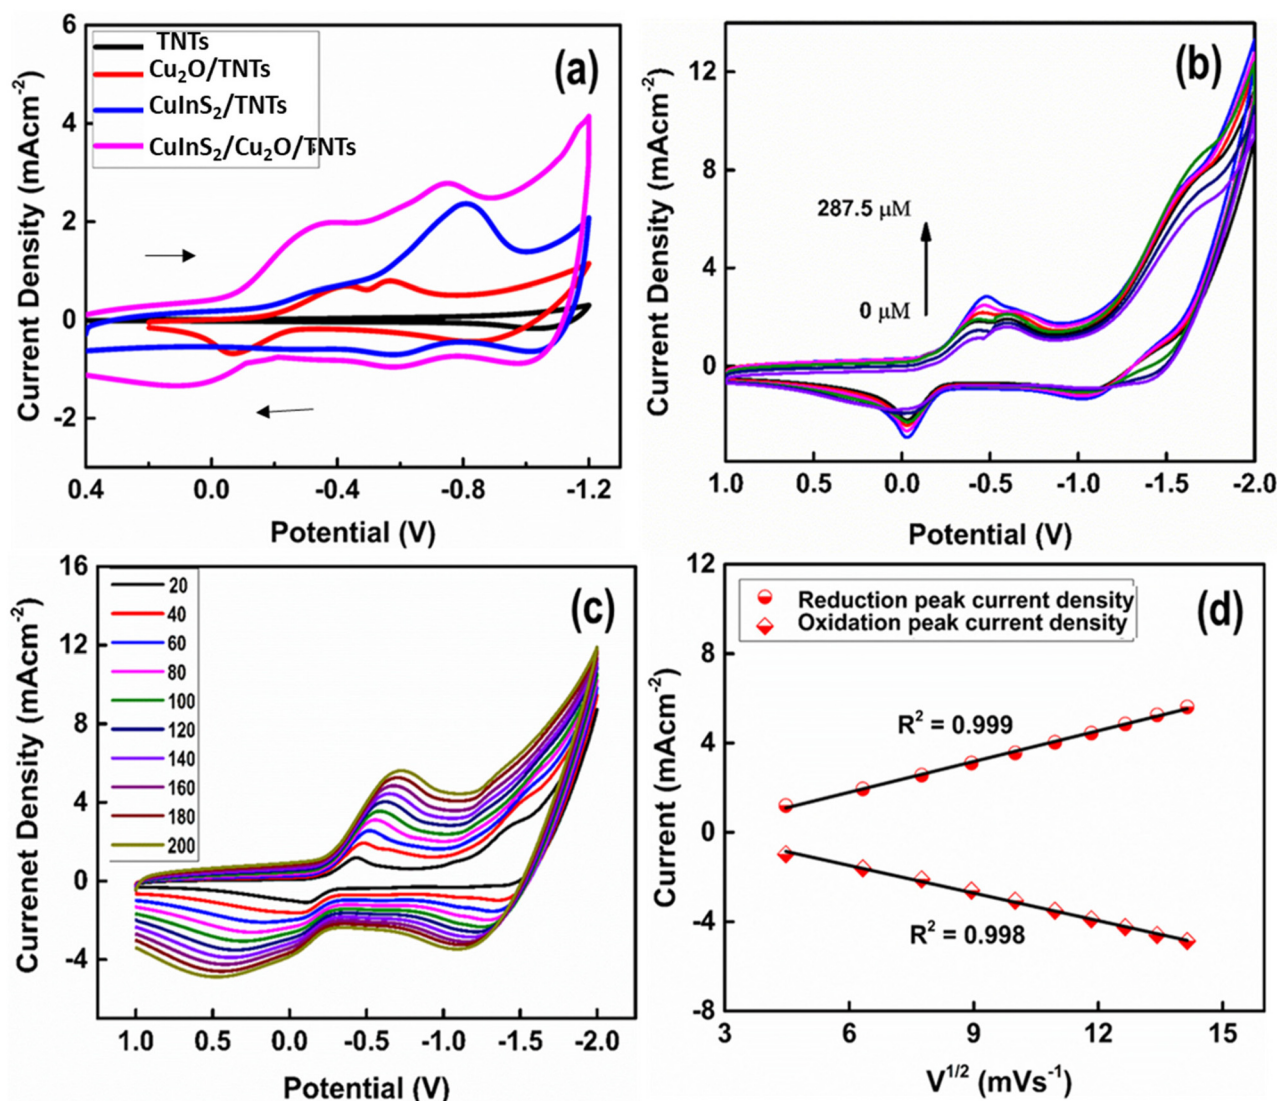 (a)
TNTs
Cu₂O/TNTs
CuInS₂/TNTs
CuInS₂/Cu₂O/TNTs
6
4
2
0
-2
0.4 0.0 -0.4 -0.8 -1.2
Current Density (mAcm⁻²)
Potential (V)
(b)
287.5 μM
0 μM
12
8
4
0
1.0 0.5 0.0 -0.5 -1.0 -1.5 -2.0
Current Density (mAcm⁻²)
Potential (V)
(c)
20
40
60
80
100
120
140
160
180
200
16
12
8
4
0
-4
1.0 0.5 0.0 -0.5 -1.0 -1.5 -2.0
Currenet Density (mAcm⁻²)
Potential (V)
(d)
Reduction peak current density
Oxidation peak current density
R² = 0.999
R² = 0.998
12
8
4
0
-4
-8
3 6 9 12 15
Current (mAcm⁻²)
V¹/² (mVs⁻¹)